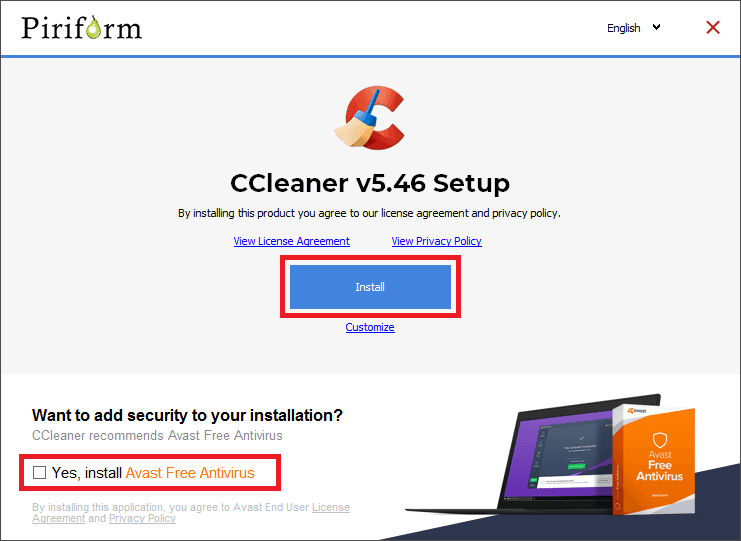 Piriform
English
CCleaner v5.46 Setup
By installing this product you agree to our license agreement and privacy policy.
View License Agreement
View Privacy Policy
Install
Customize
Want to add security to your installation?
CCleaner recommends Avast Free Antivirus
Yes, install Avast Free Antivirus
By installing this application, you agree to Avast End User License
Agreement and Privacy Policy
avast
Avast
Free
Antivirus